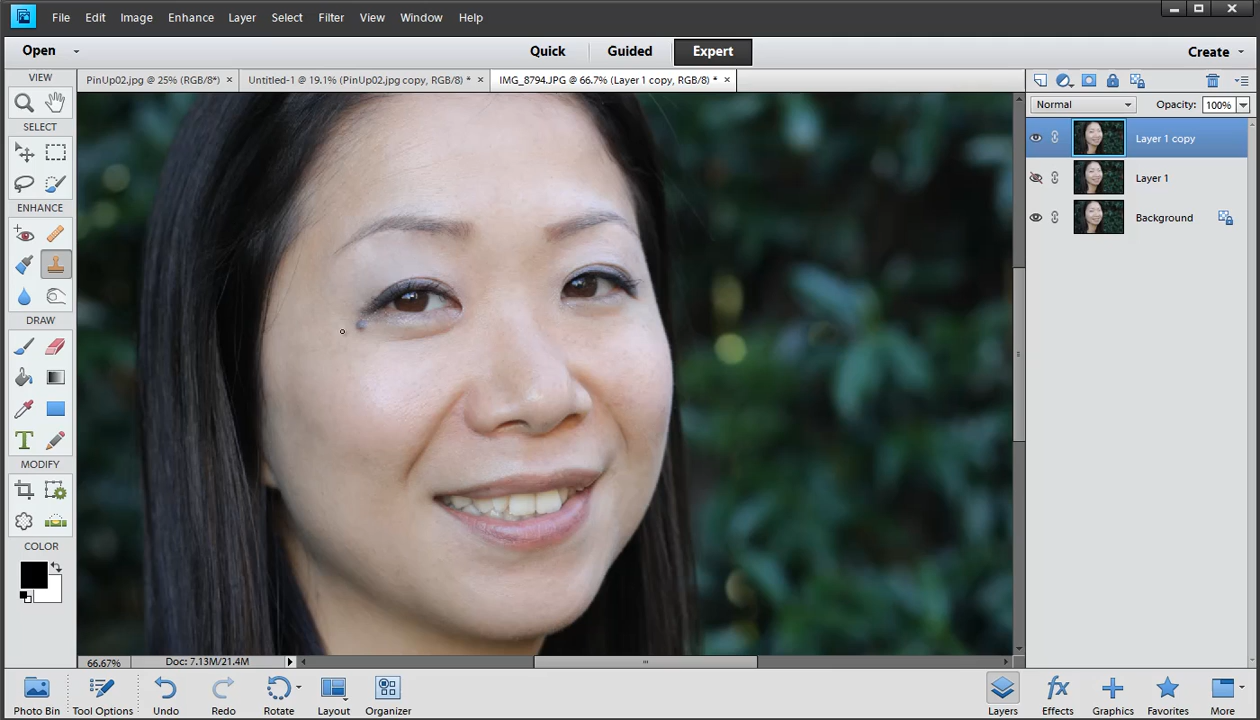 File Edit Image Enhance Layer Select Filter View Window Help
Open Quick Guided Expert Create
VIEW
PinUp02.jpg @ 25% (RGB/8*) × Untitled-1 @ 19.1% (PinUp02.jpg copy, RGB/8) * × IMG_8794.JPG @ 66.7% (Layer 1 copy, RGB/8) * ×
Normal Opacity: 100%
SELECT
Layer 1 copy
Layer 1
ENHANCE
Background
DRAW
T
MODIFY
COLOR
66.67% Doc: 7.13M/21.4M
Photo Bin Tool Options Undo Redo Rotate Layout Organizer Layers fx Effects Graphics Favorites More